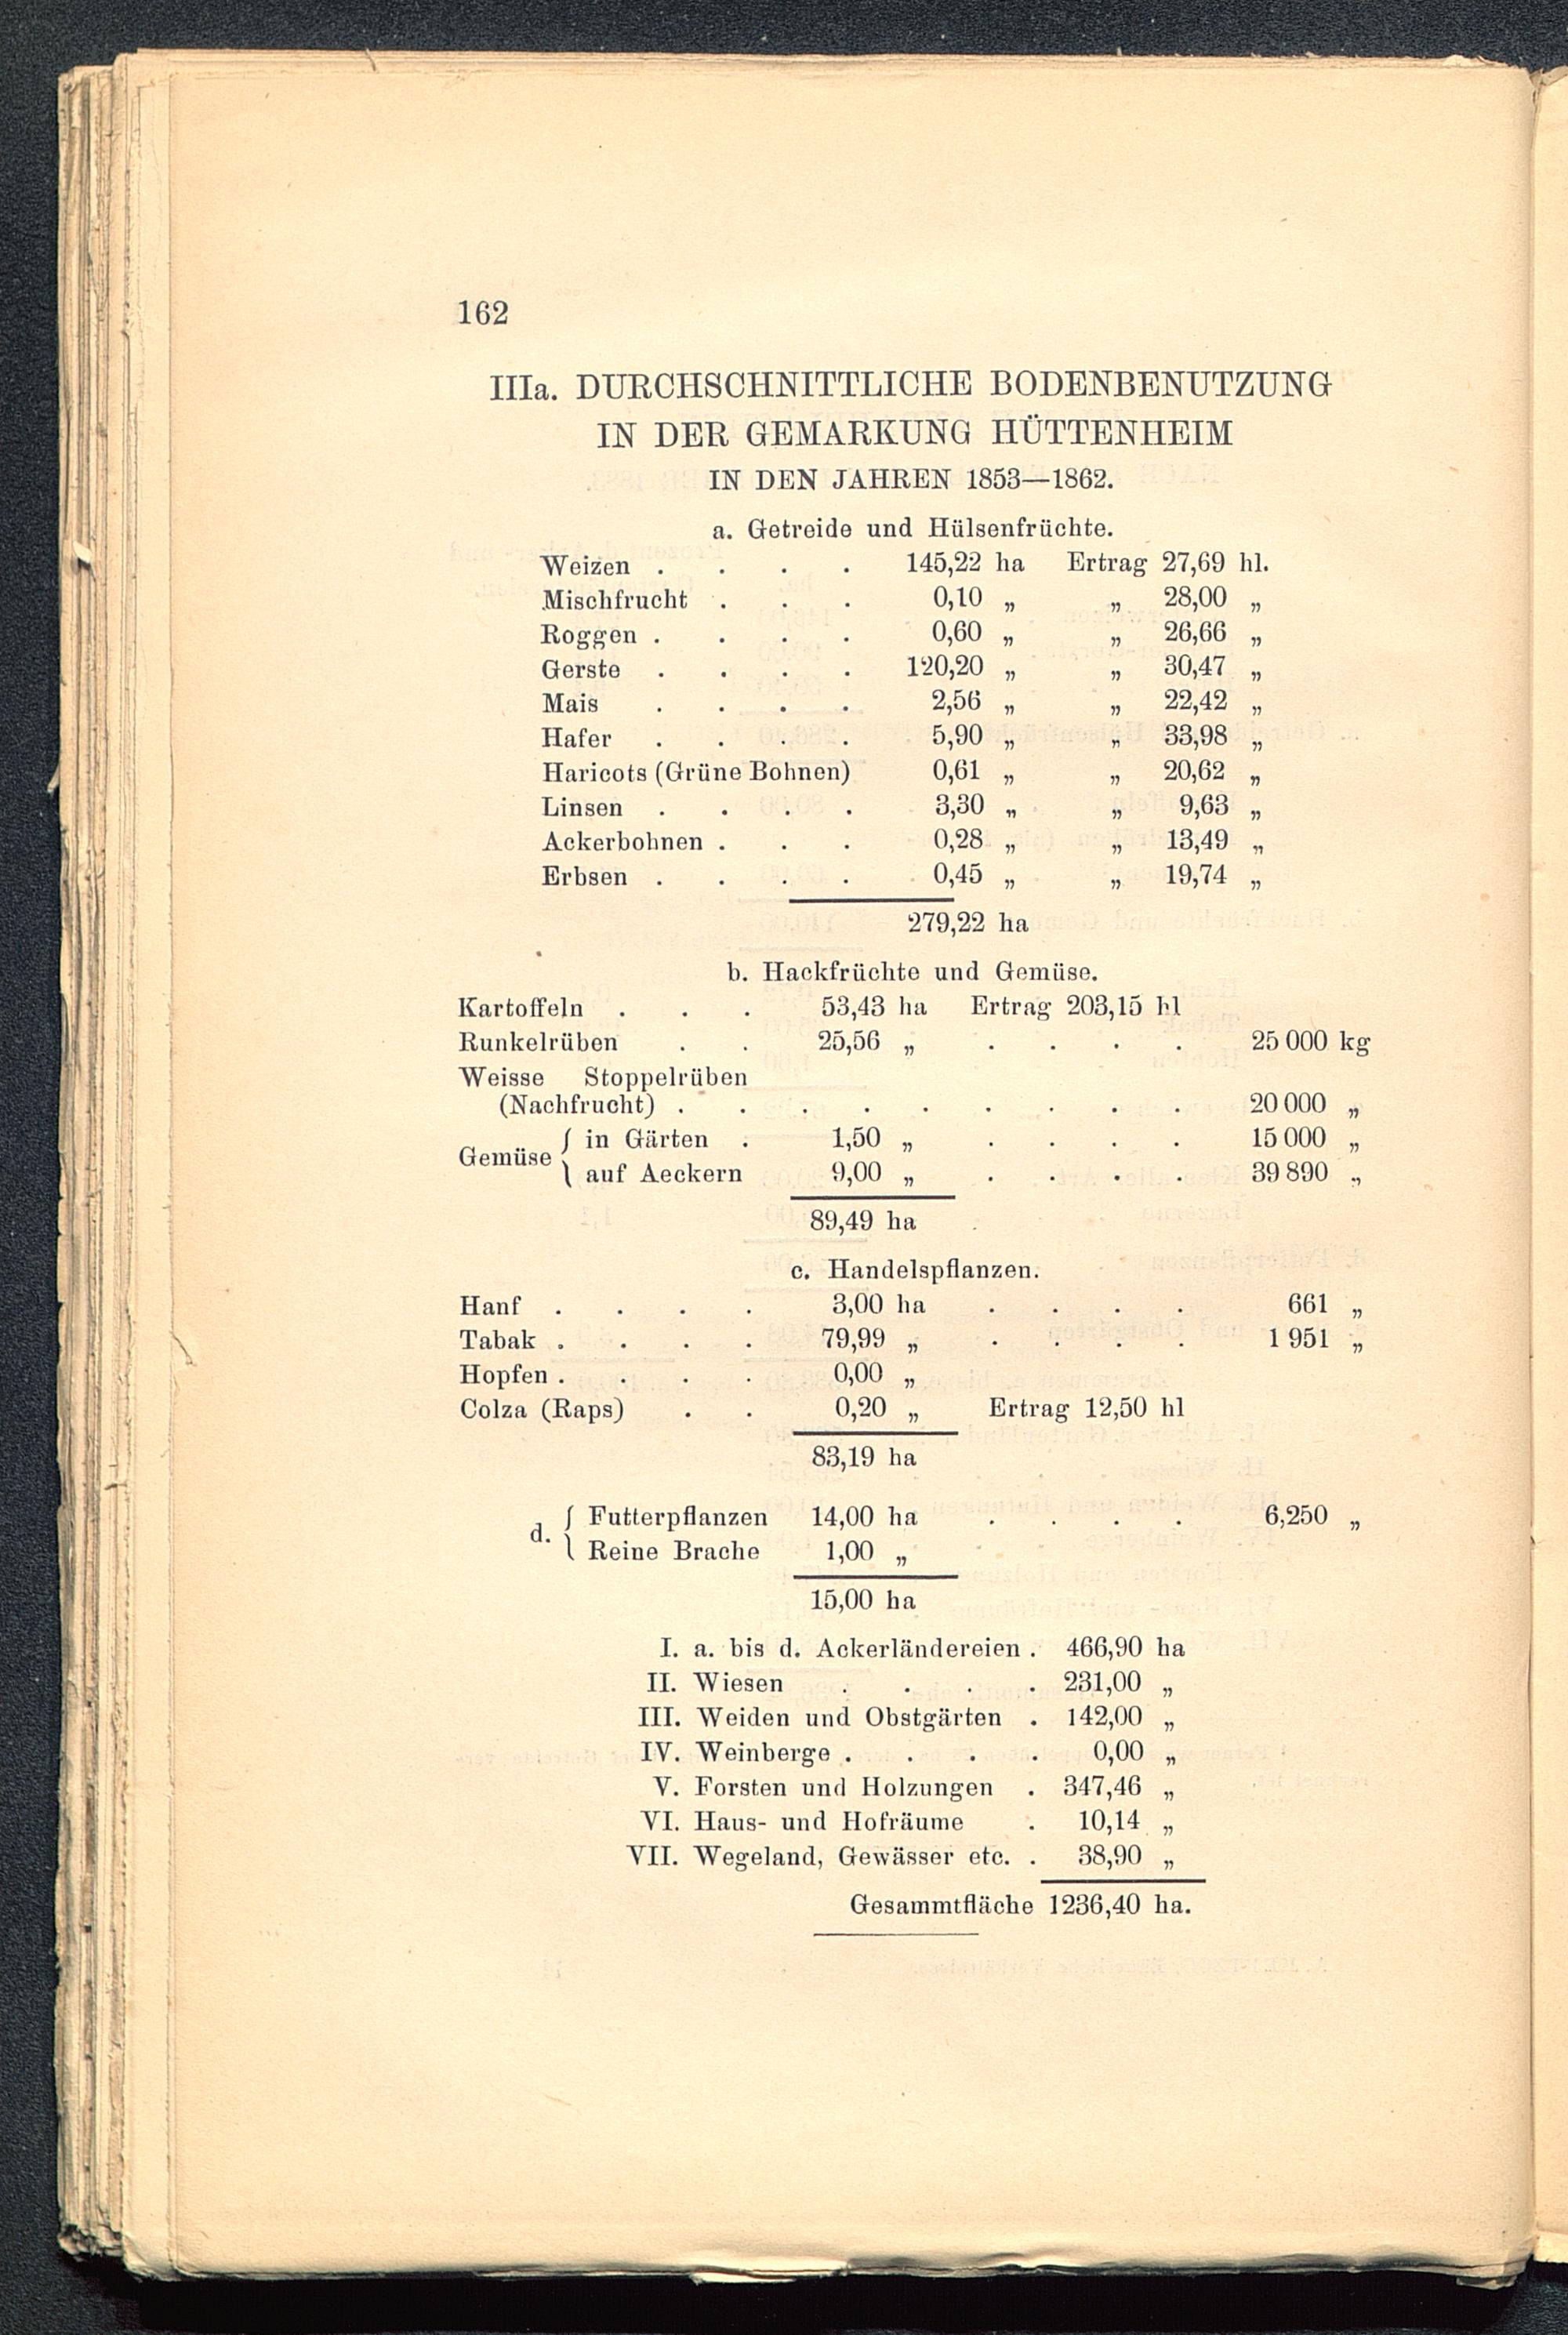 162
IIIa. DURCHSCHNITTLICHE BODENBENUTZUNG
IN DER GEMARKUNG HÜTTENHEIM
IN DEN JAHREN 1853—1862.
a. Getreide und Hülsenfrüchte.
Weizen . . . . 145,22 ha Ertrag 27,69 hl.
Mischfrucht . . . 0,10 „ „ 28,00 „
Roggen . . . . 0,60 „ „ 26,66 „
Gerste . . . . 120,20 „ „ 30,47 „
Mais . . . . 2,56 „ „ 22,42 „
Hafer . . . . 5,90 „ „ 33,98 „
Haricots (Grüne Bohnen) 0,61 „ „ 20,62 „
Linsen . . . . 3,30 „ „ 9,63 „
Ackerbohnen . . . 0,28 „ „ 13,49 „
Erbsen . . . . 0,45 „ „ 19,74 „
279,22 ha
b. Hackfrüchte und Gemüse.
Kartoffeln . . . 53,43 ha Ertrag 203,15 hl
Runkelrüben . . 25,56 „ . . . . 25 000 kg
Weisse Stoppelrüben
(Nachfrucht) . . . . . . . . . 20 000 „
Gemüse { in Gärten . 1,50 „ . . . . 15 000 „
auf Aeckern 9,00 „ . . . . 39 890 „
89,49 ha
c. Handelspflanzen.
Hanf . . . . 3,00 ha . . . . 661 „
Tabak . . . . 79,99 „ . . . . 1 951 „
Hopfen . . . . 0,00 „
Colza (Raps) . . 0,20 „ Ertrag 12,50 hl
83,19 ha
d. { Futterpflanzen 14,00 ha . . . . 6,250 „
Reine Brache 1,00 „
15,00 ha
I. a. bis d. Ackerländereien . 466,90 ha
II. Wiesen . . . . 231,00 „
III. Weiden und Obstgärten . 142,00 „
IV. Weinberge . . . . 0,00 „
V. Forsten und Holzungen . 347,46 „
VI. Haus- und Hofräume . 10,14 „
VII. Wegeland, Gewässer etc. . 38,90 „
Gesammtfläche 1236,40 ha.